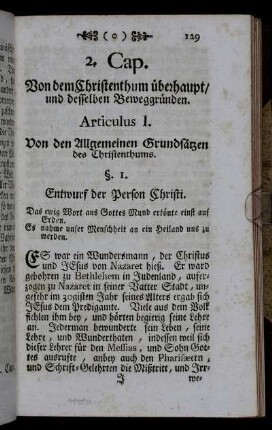 ( o ) 129
2. Cap.
Von dem Christenthum überhaupt/
und desselben Beweggründen.
Articulus I.
Von den Allgemeinen Grundsätzen
des Christenthums.
§. 1.
Entwurf der Person Christi.
Das ewig Wort aus Gottes Mund ertönte einst auf
Erden.
Es nahme unser Menschheit an ein Heiland uns zu
werden.
ES war ein Wundersmann, der Christus
und JEsus von Nazaret hieß. Er ward
gebohren zu Bethlehem in Judenland, aufer-
zogen zu Nazaret in seiner Vatter Stadt, un-
gefehr im 30gisten Jahr seines Alters ergab sich
JEsus dem Predigamte. Viele aus dem Volk
fielen ihm bey, und hörten begierig seine Lehre
an. Jederman bewunderte sein Leben, seine
Lehre, und Wunderthaten, indessen weil sich
dieser Lehrer für den Messias, und Sohn Got-
tes ausrufte, anbey auch den Pharisäern,
und Schrift-Gelehrten die Mißtritt, und Irr-
J we-